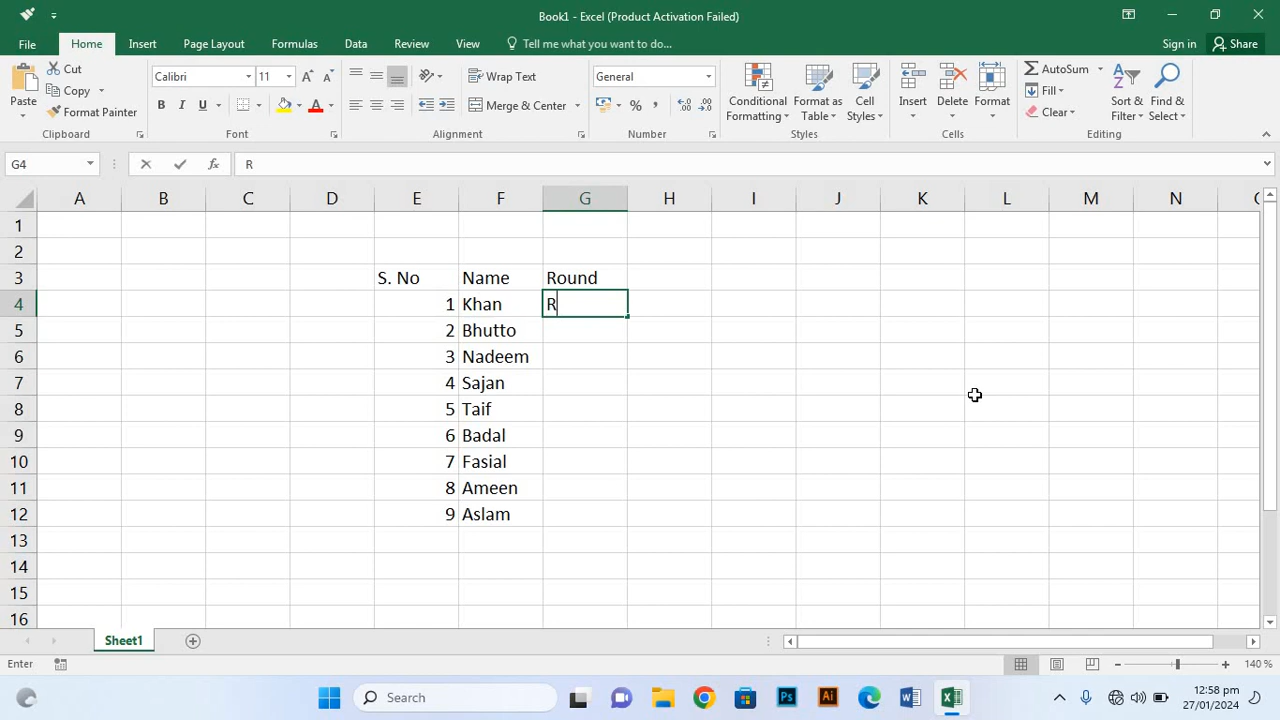 Book1 - Excel (Product Activation Failed)
File Home Insert Page Layout Formulas Data Review View Tell me what you want to do... Sign in Share
Paste Cut Copy Format Painter Clipboard
Calibri 11 B I U A Font
Wrap Text Merge & Center Alignment
General % , Number
Conditional Formatting Format as Table Cell Styles Styles
Insert Delete Format Cells
AutoSum Fill Clear Sort & Filter Find & Select Editing
G4 fx R
A B C D E F G H I J K L M N
1
2
3 S. No Name Round
4 1 Khan R
5 2 Bhutto
6 3 Nadeem
7 4 Sajan
8 5 Taif
9 6 Badal
10 7 Fasial
11 8 Ameen
12 9 Aslam
13
14
15
16
Sheet1
Enter 140 %
Search Ps Ai 12:58 pm
27/01/2024